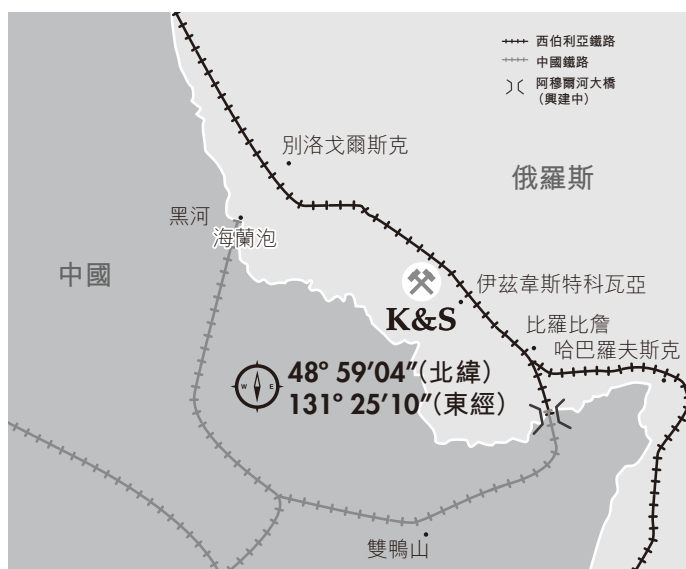 西伯利亞鐵路
中國鐵路
阿穆爾河大橋
（興建中）
別洛戈爾斯克
俄羅斯
黑河
海蘭泡
中國
伊茲韋斯特科瓦亞
K&S
比羅比詹
哈巴羅夫斯克
W E
48° 59′04″(北緯)
131° 25′10″(東經)
雙鴨山